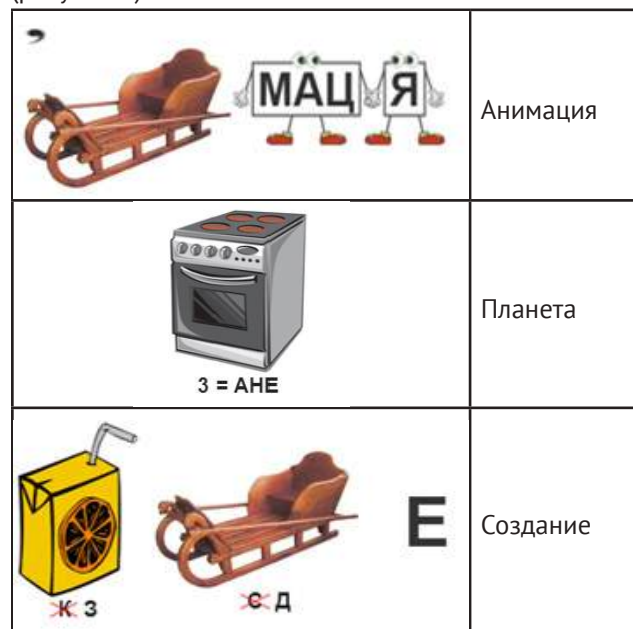 МАЦ Я
Анимация
3 = АНЕ
Планета
К З
С Д
Е
Создание